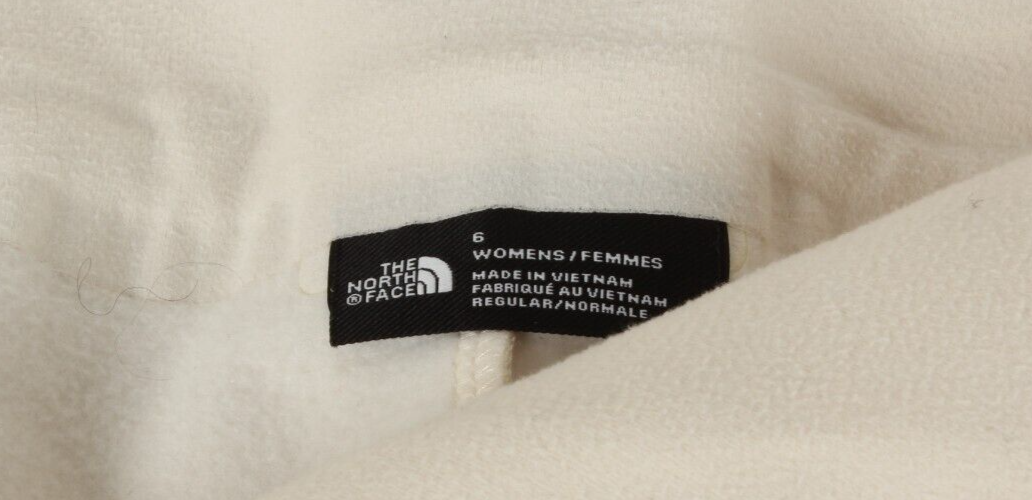 THE
NORTH
®FACE
6
WOMENS/FEMMES
MADE IN VIETNAM
FABRIQUÉ AU VIETNAM
REGULAR/NORMALE